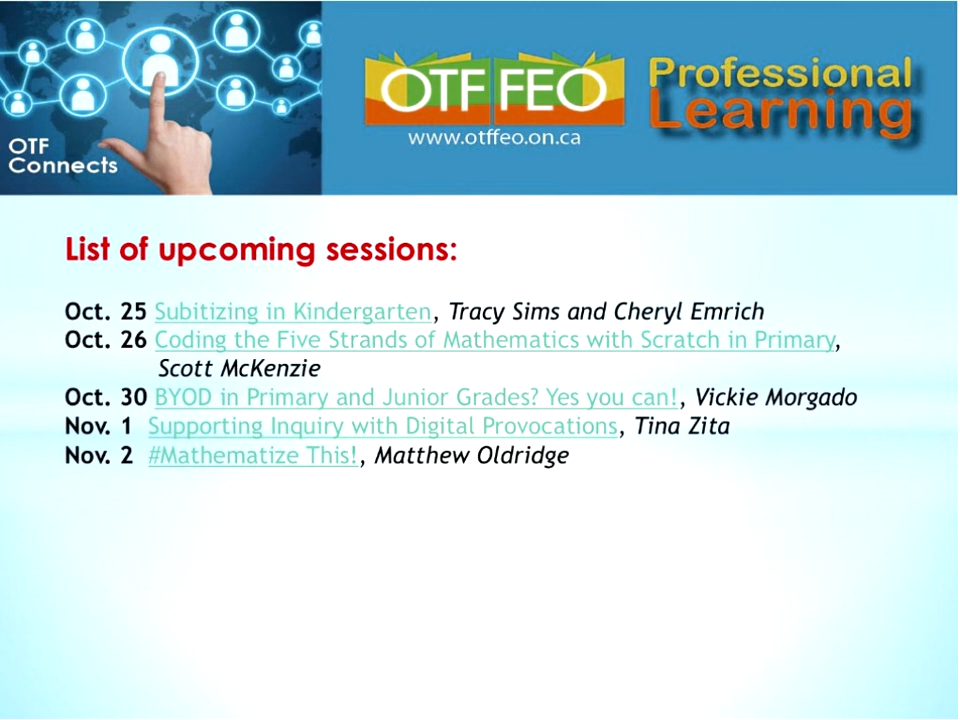 OTF
Connects
OTF FEO
www.otffeo.on.ca
Professional
Learning
List of upcoming sessions:
Oct. 25 Subitizing in Kindergarten, Tracy Sims and Cheryl Emrich
Oct. 26 Coding the Five Strands of Mathematics with Scratch in Primary,
Scott McKenzie
Oct. 30 BYOD in Primary and Junior Grades? Yes you can!, Vickie Morgado
Nov. 1 Supporting Inquiry with Digital Provocations, Tina Zita
Nov. 2 #Mathematize This!, Matthew Oldridge